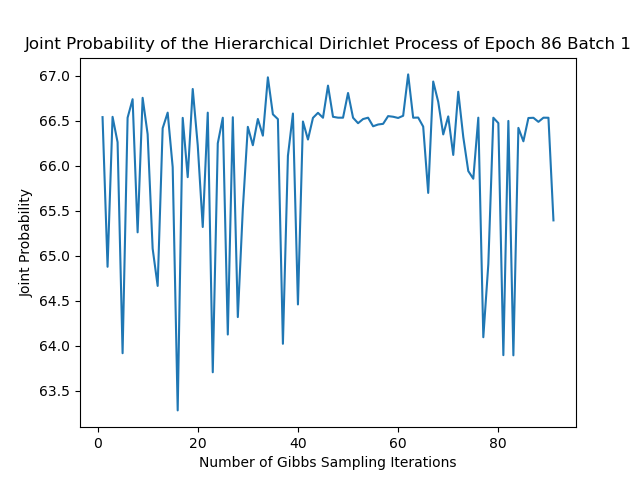 Joint Probability of the Hierarchical Dirichlet Process of Epoch 86 Batch 1
67.0
66.5
66.0
65.5
65.0
64.5
64.0
63.5
Joint Probability
0 20 40 60 80
Number of Gibbs Sampling Iterations